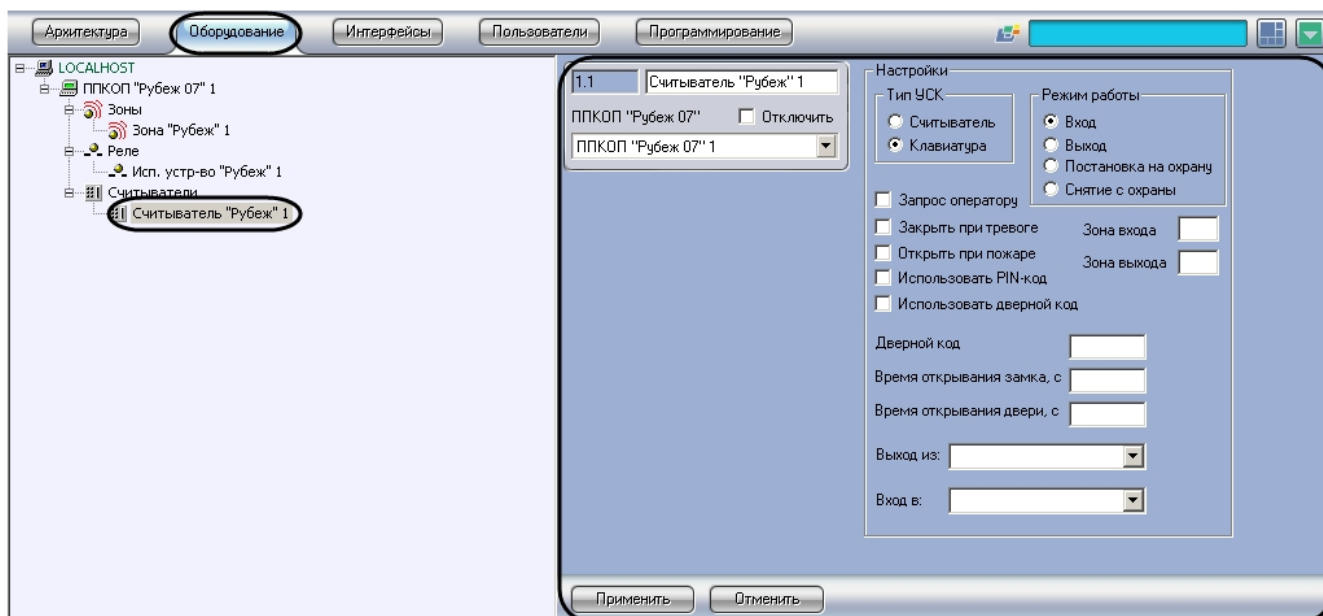 Архитектура
Оборудование
Интерфейсы
Пользователи
Программирование
LOCALHOST
ППКОП "Рубеж 07" 1
Зоны
Зона "Рубеж" 1
Реле
Исп. устр-во "Рубеж" 1
Считыватели
Считыватель "Рубеж" 1
1.1
Считыватель "Рубеж" 1
ППКОП "Рубеж 07"
Отключить
ППКОП "Рубеж 07" 1
Настройки
Тип УСК
Считыватель
Клавиатура
Режим работы
Вход
Выход
Постановка на охрану
Снятие с охраны
Запрос оператору
Закрыть при тревоге
Открыть при пожаре
Использовать PIN-код
Использовать дверной код
Зона входа
Зона выхода
Дверной код
Время открывания замка, с
Время открывания двери, с
Выход из:
Вход в:
Применить
Отменить